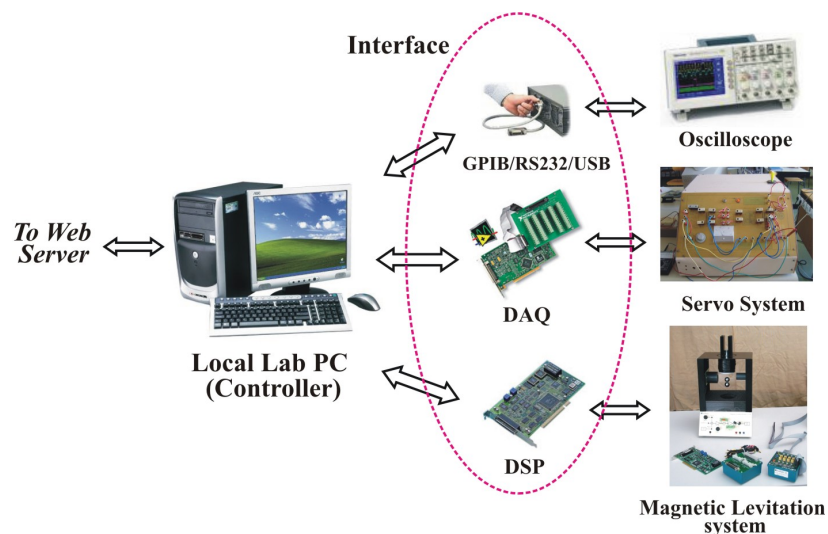 Interface
Oscilloscope
GPIB/RS232/USB
To Web
Server
DAQ
Servo System
Local Lab PC
(Controller)
DSP
Magnetic Levitation
system